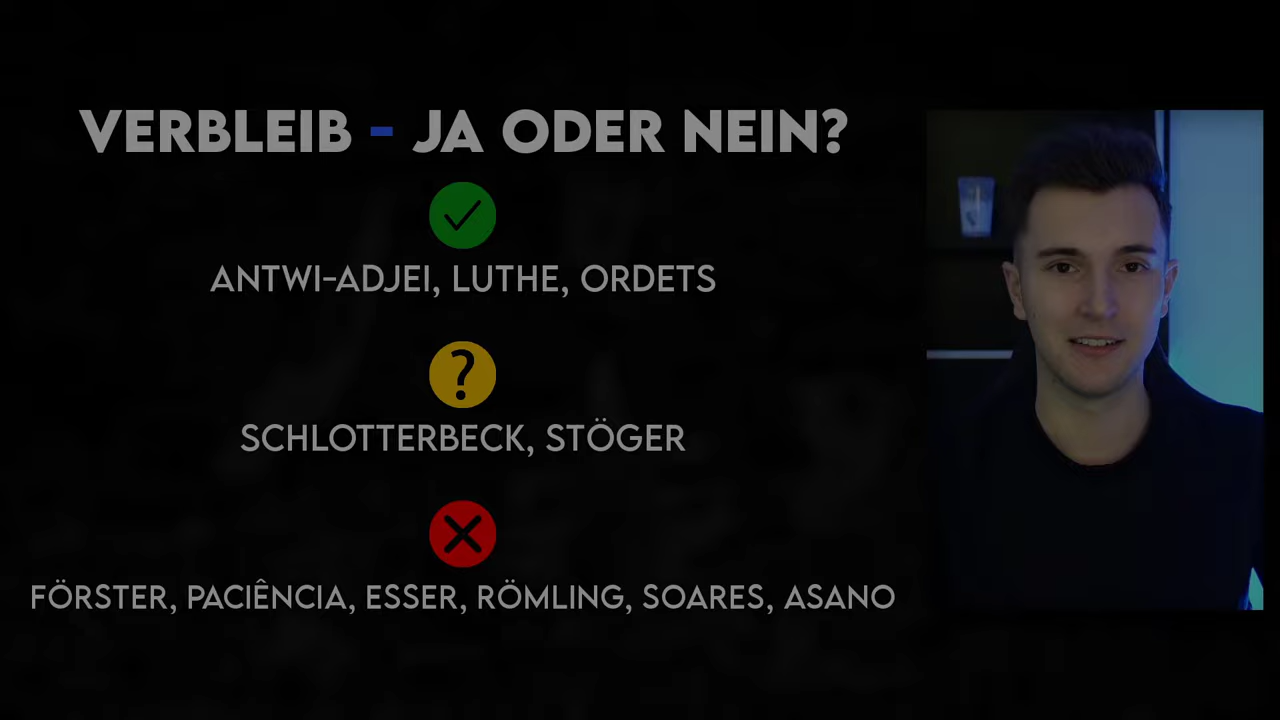 VERBLEIB - JA ODER NEIN?
ANTWI-ADJEI, LUTHE, ORDETS
?
SCHLOTTERBECK, STÖGER
FÖRSTER, PACIÊNCIA, ESSER, RÖMLING, SOARES, ASANO